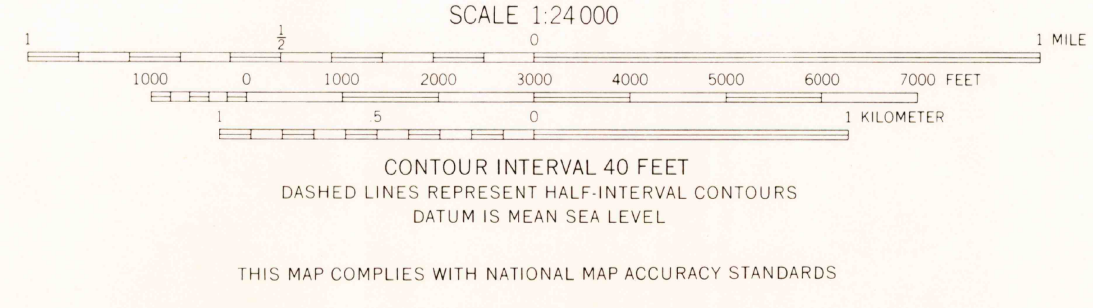 SCALE 1:24 000
1 1/2 0 1 MILE
1000 0 1000 2000 3000 4000 5000 6000 7000 FEET
1 .5 0 1 KILOMETER
CONTOUR INTERVAL 40 FEET
DASHED LINES REPRESENT HALF-INTERVAL CONTOURS
DATUM IS MEAN SEA LEVEL
THIS MAP COMPLIES WITH NATIONAL MAP ACCURACY STANDARDS